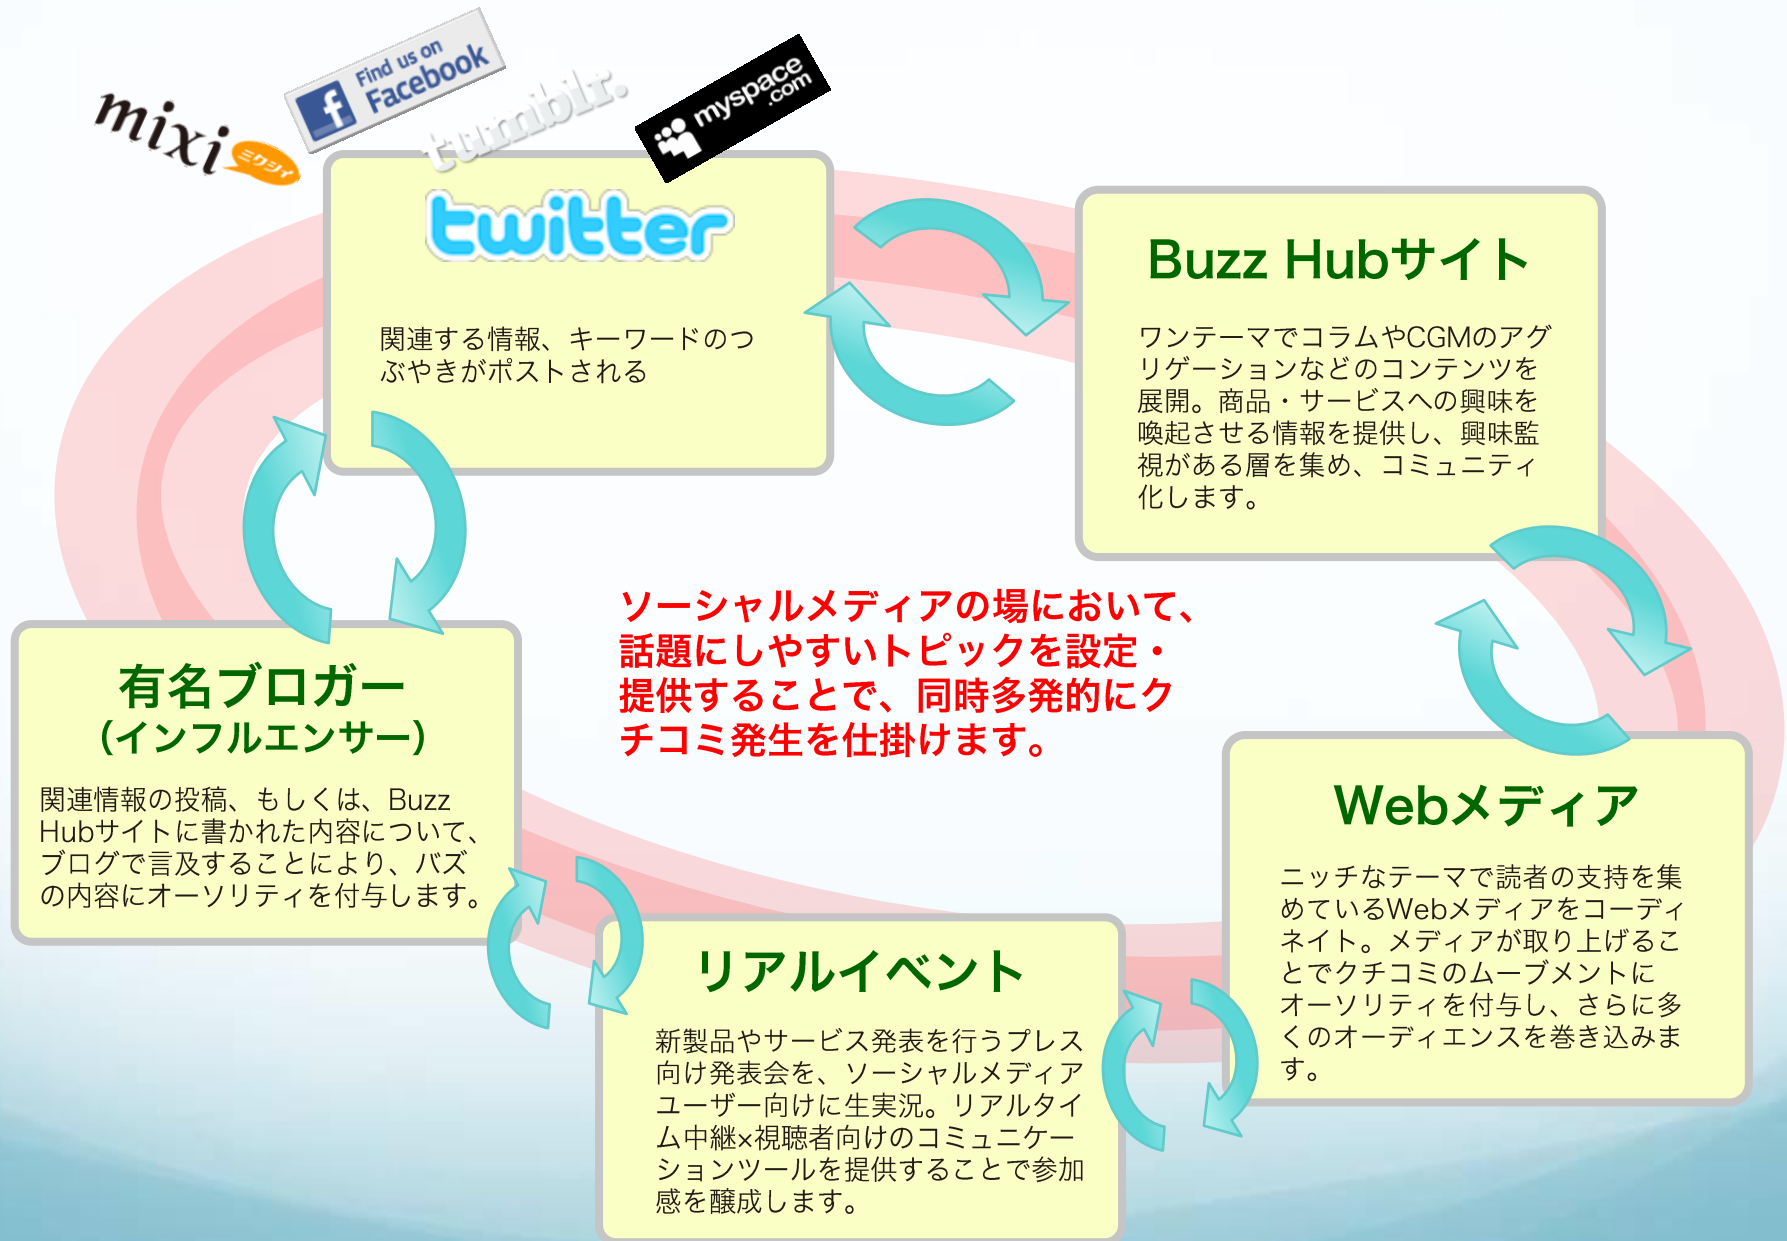 mixi
ミクシィ
Find us on
Facebook
tumblr.
myspace
.com
twitter
関連する情報、キーワードのつ
ぶやきがポストされる
Buzz Hubサイト
ワンテーマでコラムやCGMのアグ
リゲーションなどのコンテンツを
展開。商品・サービスへの興味を
喚起させる情報を提供し、興味監
視がある層を集め、コミュニティ
化します。
ソーシャルメディアの場において、
話題にしやすいトピックを設定・
提供することで、同時多発的にク
チコミ発生を仕掛けます。
有名ブロガー
（インフルエンサー）
関連情報の投稿、もしくは、Buzz
Hubサイトに書かれた内容について、
ブログで言及することにより、バズ
の内容にオーソリティを付与します。
Webメディア
ニッチなテーマで読者の支持を集
めているWebメディアをコーディ
ネイト。メディアが取り上げるこ
とでクチコミのムーブメントに
オーソリティを付与し、さらに多
くのオーディエンスを巻き込みま
す。
リアルイベント
新製品やサービス発表を行うプレス
向け発表会を、ソーシャルメディア
ユーザー向けに生実況。リアルタイ
ム中継×視聴者向けのコミュニケー
ションツールを提供することで参加
感を醸成します。